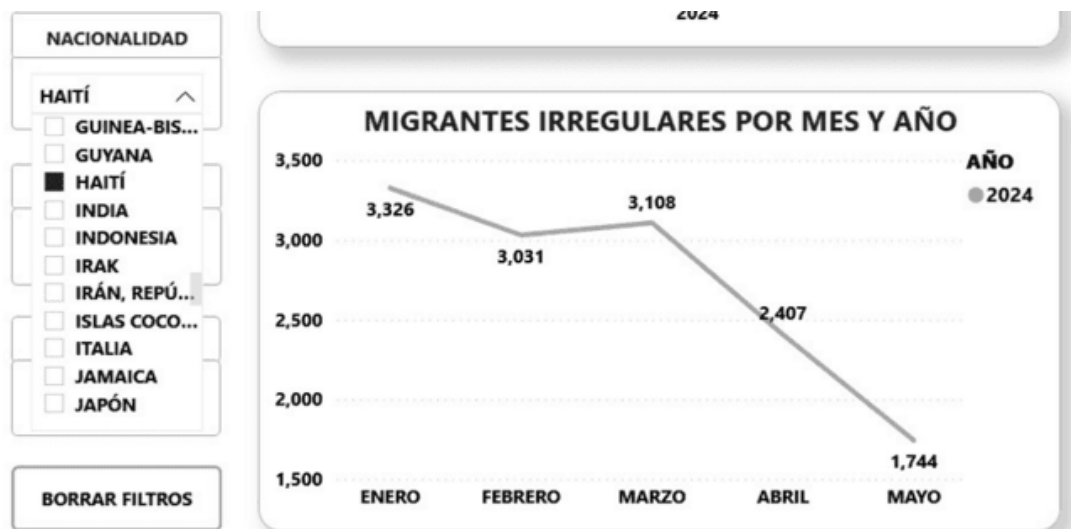 NACIONALIDAD
HAITÍ
GUINEA-BIS...
GUYANA
HAITÍ
INDIA
INDONESIA
IRAK
IRÁN, REPÚ...
ISLAS COCO...
ITALIA
JAMAICA
JAPÓN
BORRAR FILTROS
2024
MIGRANTES IRREGULARES POR MES Y AÑO
3,500
3,000
2,500
2,000
1,500
3,326
3,031
3,108
2,407
1,744
ENERO
FEBRERO
MARZO
ABRIL
MAYO
AÑO
2024